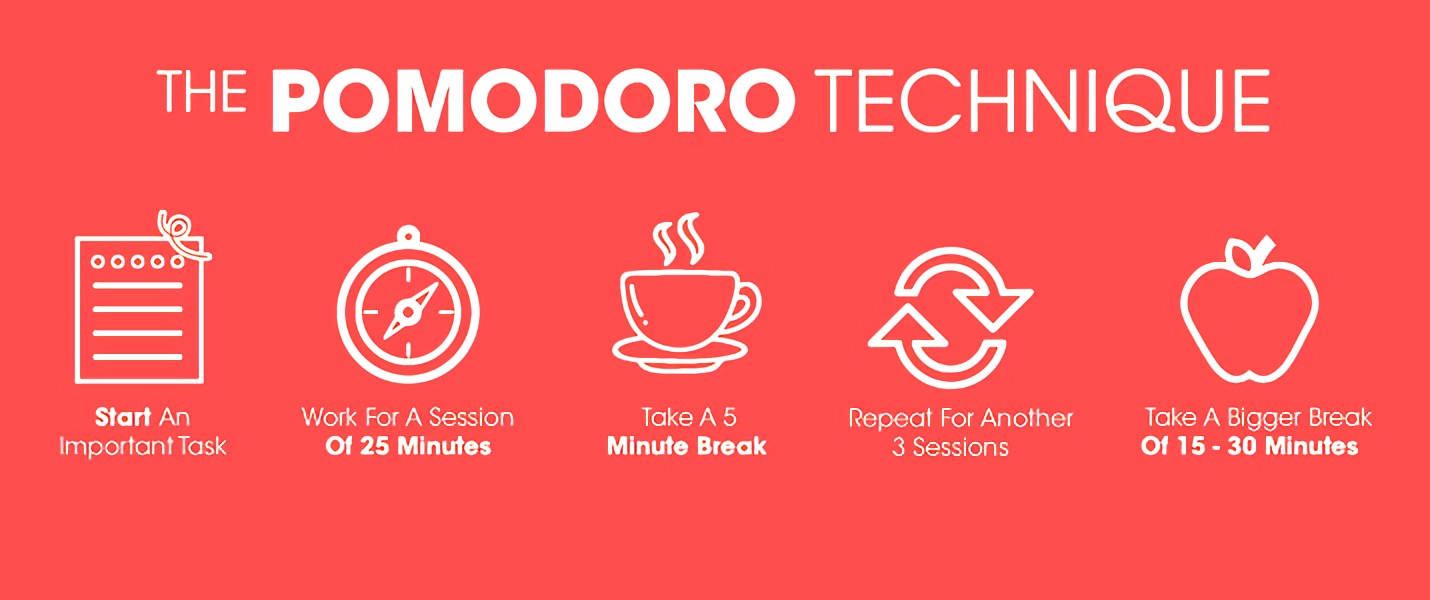 THE POMODORO TECHNIQUE
Start An
Important Task
Work For A Session
Of 25 Minutes
Take A 5
Minute Break
Repeat For Another
3 Sessions
Take A Bigger Break
Of 15 - 30 Minutes